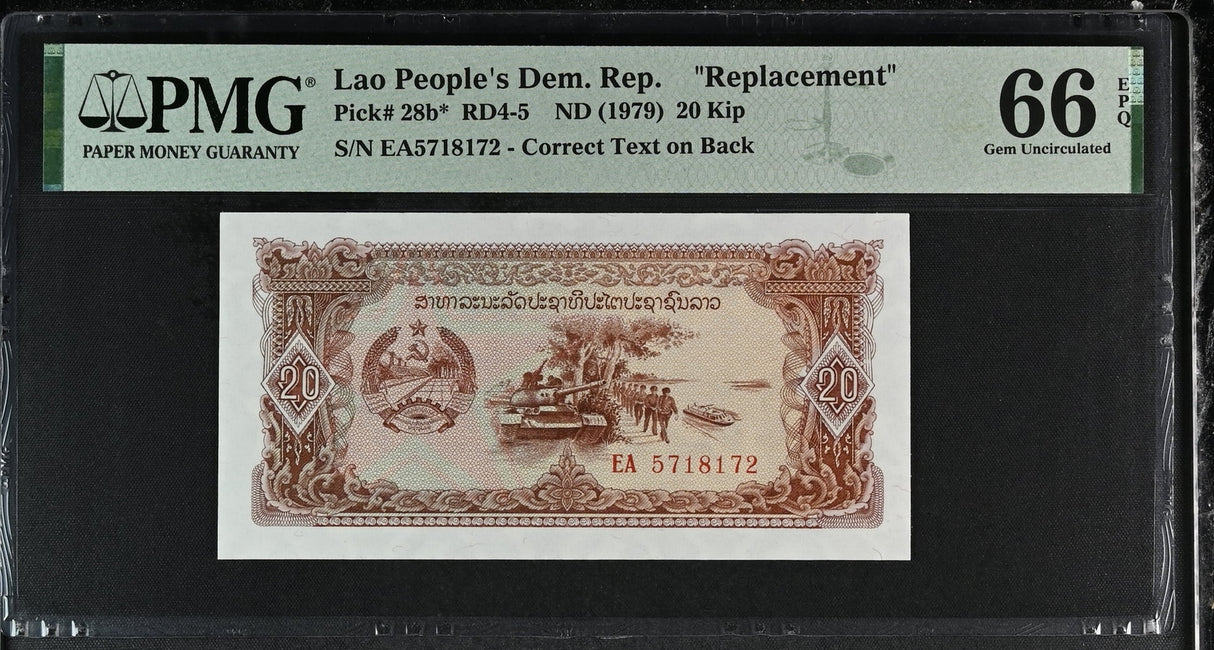 PMG®
PAPER MONEY GUARANTY
Lao People's Dem. Rep. "Replacement"
Pick# 28b* RD4-5 ND (1979) 20 Kip
S/N EA5718172 - Correct Text on Back
66
EPQ
Gem Uncirculated
ສາທາລະນະລັດປະຊາທິປະໄຕປະຊາຊົນລາວ
20
20
EA 5718172